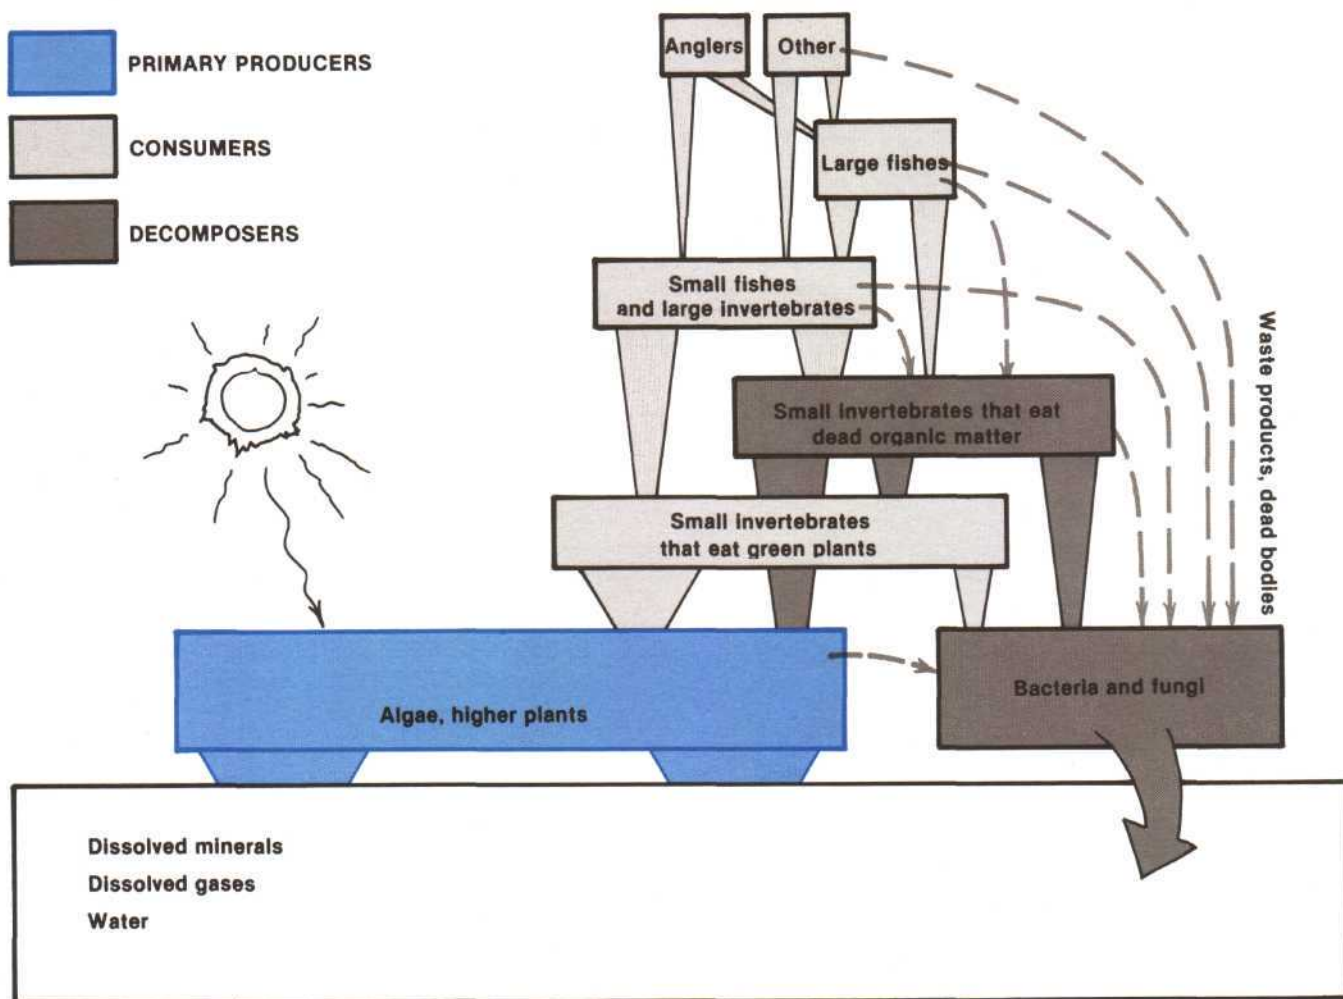 PRIMARY PRODUCERS
CONSUMERS
DECOMPOSERS
Anglers
Other
Large fishes
Small fishes
and large invertebrates
Small invertebrates that eat
dead organic matter
Small invertebrates
that eat green plants
Waste products, dead bodies
Algae, higher plants
Bacteria and fungi
Dissolved minerals
Dissolved gases
Water